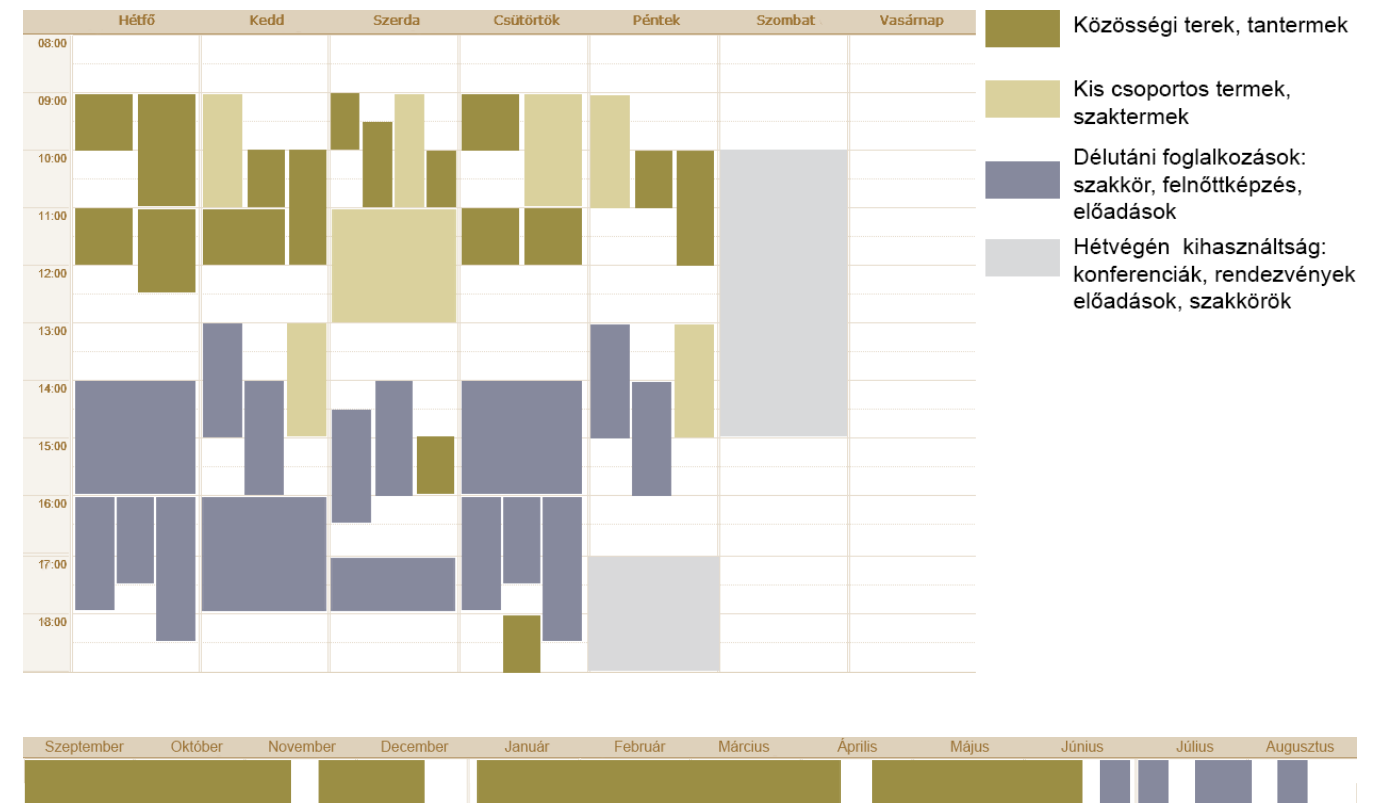 Hétfő Kedd Szerda Csütörtök Péntek Szombat Vasárnap
08:00
09:00
10:00
11:00
12:00
13:00
14:00
15:00
16:00
17:00
18:00
Közösségi terek, tantermek
Kis csoportos termek,
szaktermek
Délutáni foglalkozások:
szakkör, felnőttképzés,
előadások
Hétvégén kihasználtság:
konferenciák, rendezvények
előadások, szakkörök
Szeptember Október November December Január Február Március Április Május Június Július Augusztus